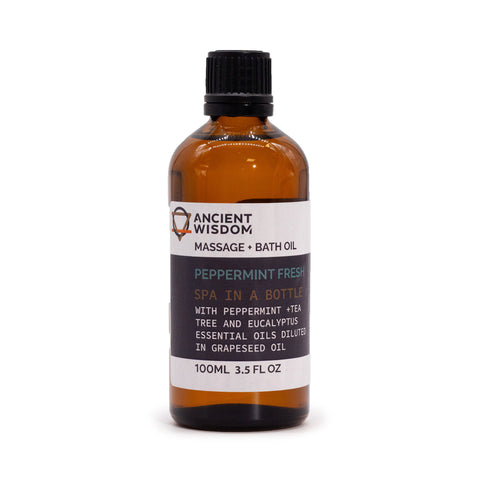 ANCIENT
WISDOM
MASSAGE + BATH OIL
PEPPERMINT FRESH
SPA IN A BOTTLE
WITH PEPPERMINT +TEA
TREE AND EUCALYPTUS
ESSENTIAL OILS DILUTED
IN GRAPESEED OIL
100ML 3.5 FL OZ